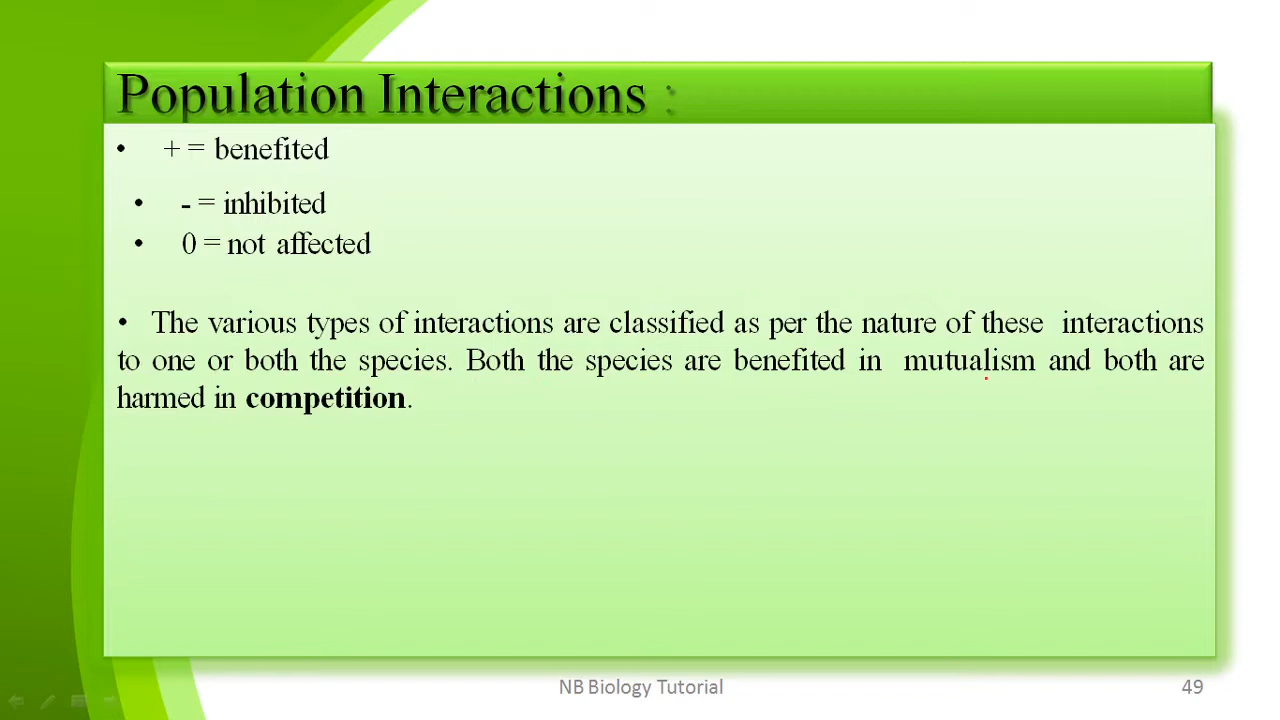 Population Interactions :
• + = benefited
• - = inhibited
• 0 = not affected
• The various types of interactions are classified as per the nature of these interactions
to one or both the species. Both the species are benefited in mutualism and both are
harmed in competition.
NB Biology Tutorial
49